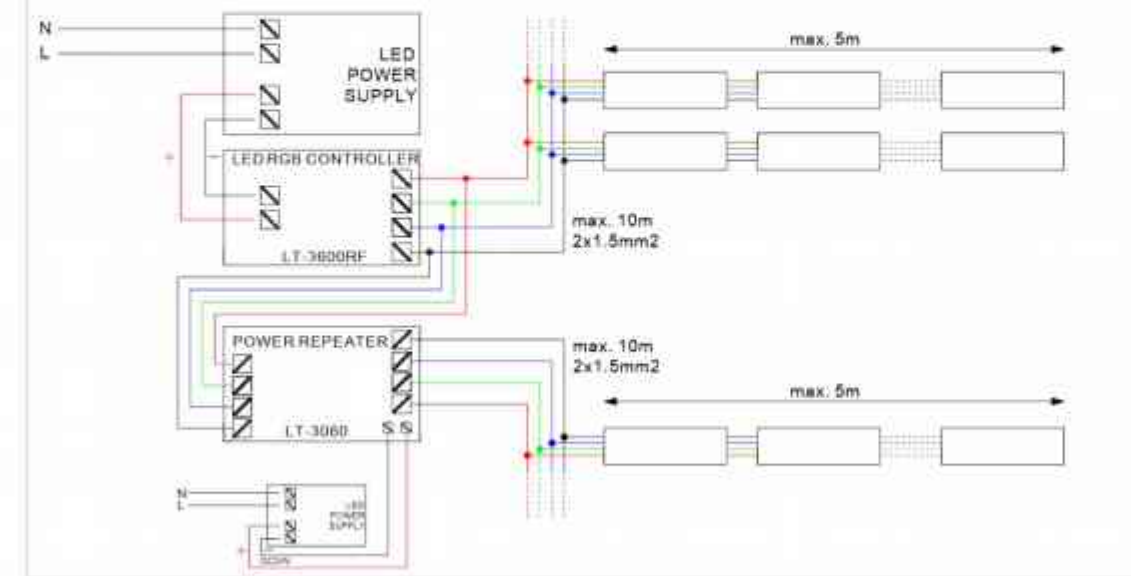 N
L
LED
POWER
SUPPLY
max. 5m
+
−
LED RGB CONTROLLER
LT-3600RF
max. 10m
2x1.5mm2
POWER REPEATER
LT-3060
max. 10m
2x1.5mm2
max. 5m
N
L
LED
POWER
SUPPLY
+